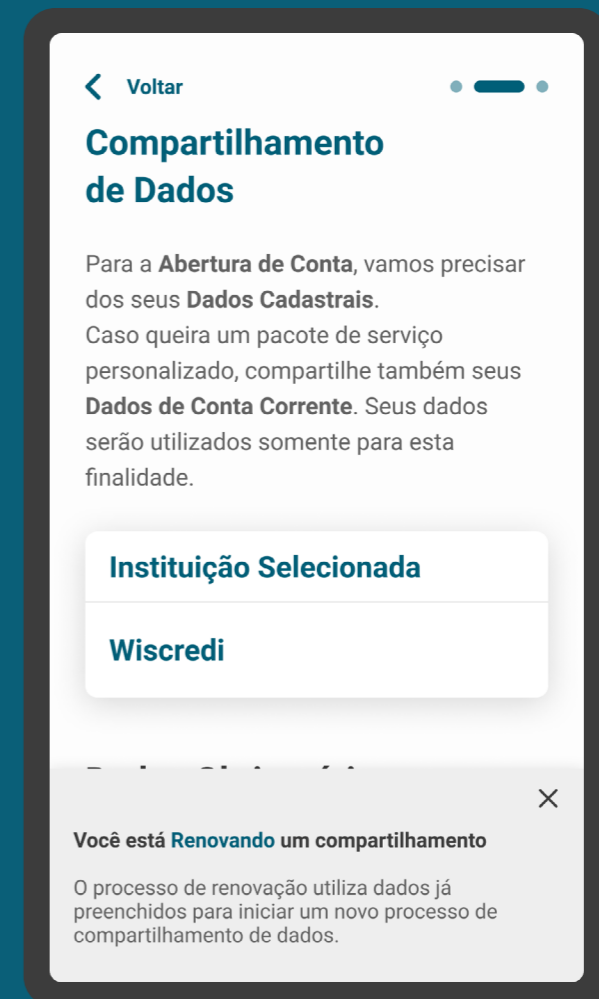 Voltar
Compartilhamento
de Dados
Para a Abertura de Conta, vamos precisar
dos seus Dados Cadastrais.
Caso queira um pacote de serviço
personalizado, compartilhe também seus
Dados de Conta Corrente. Seus dados
serão utilizados somente para esta
finalidade.
Instituição Selecionada
Wiscredi
Você está Renovando um compartilhamento
O processo de renovação utiliza dados já
preenchidos para iniciar um novo processo de
compartilhamento de dados.